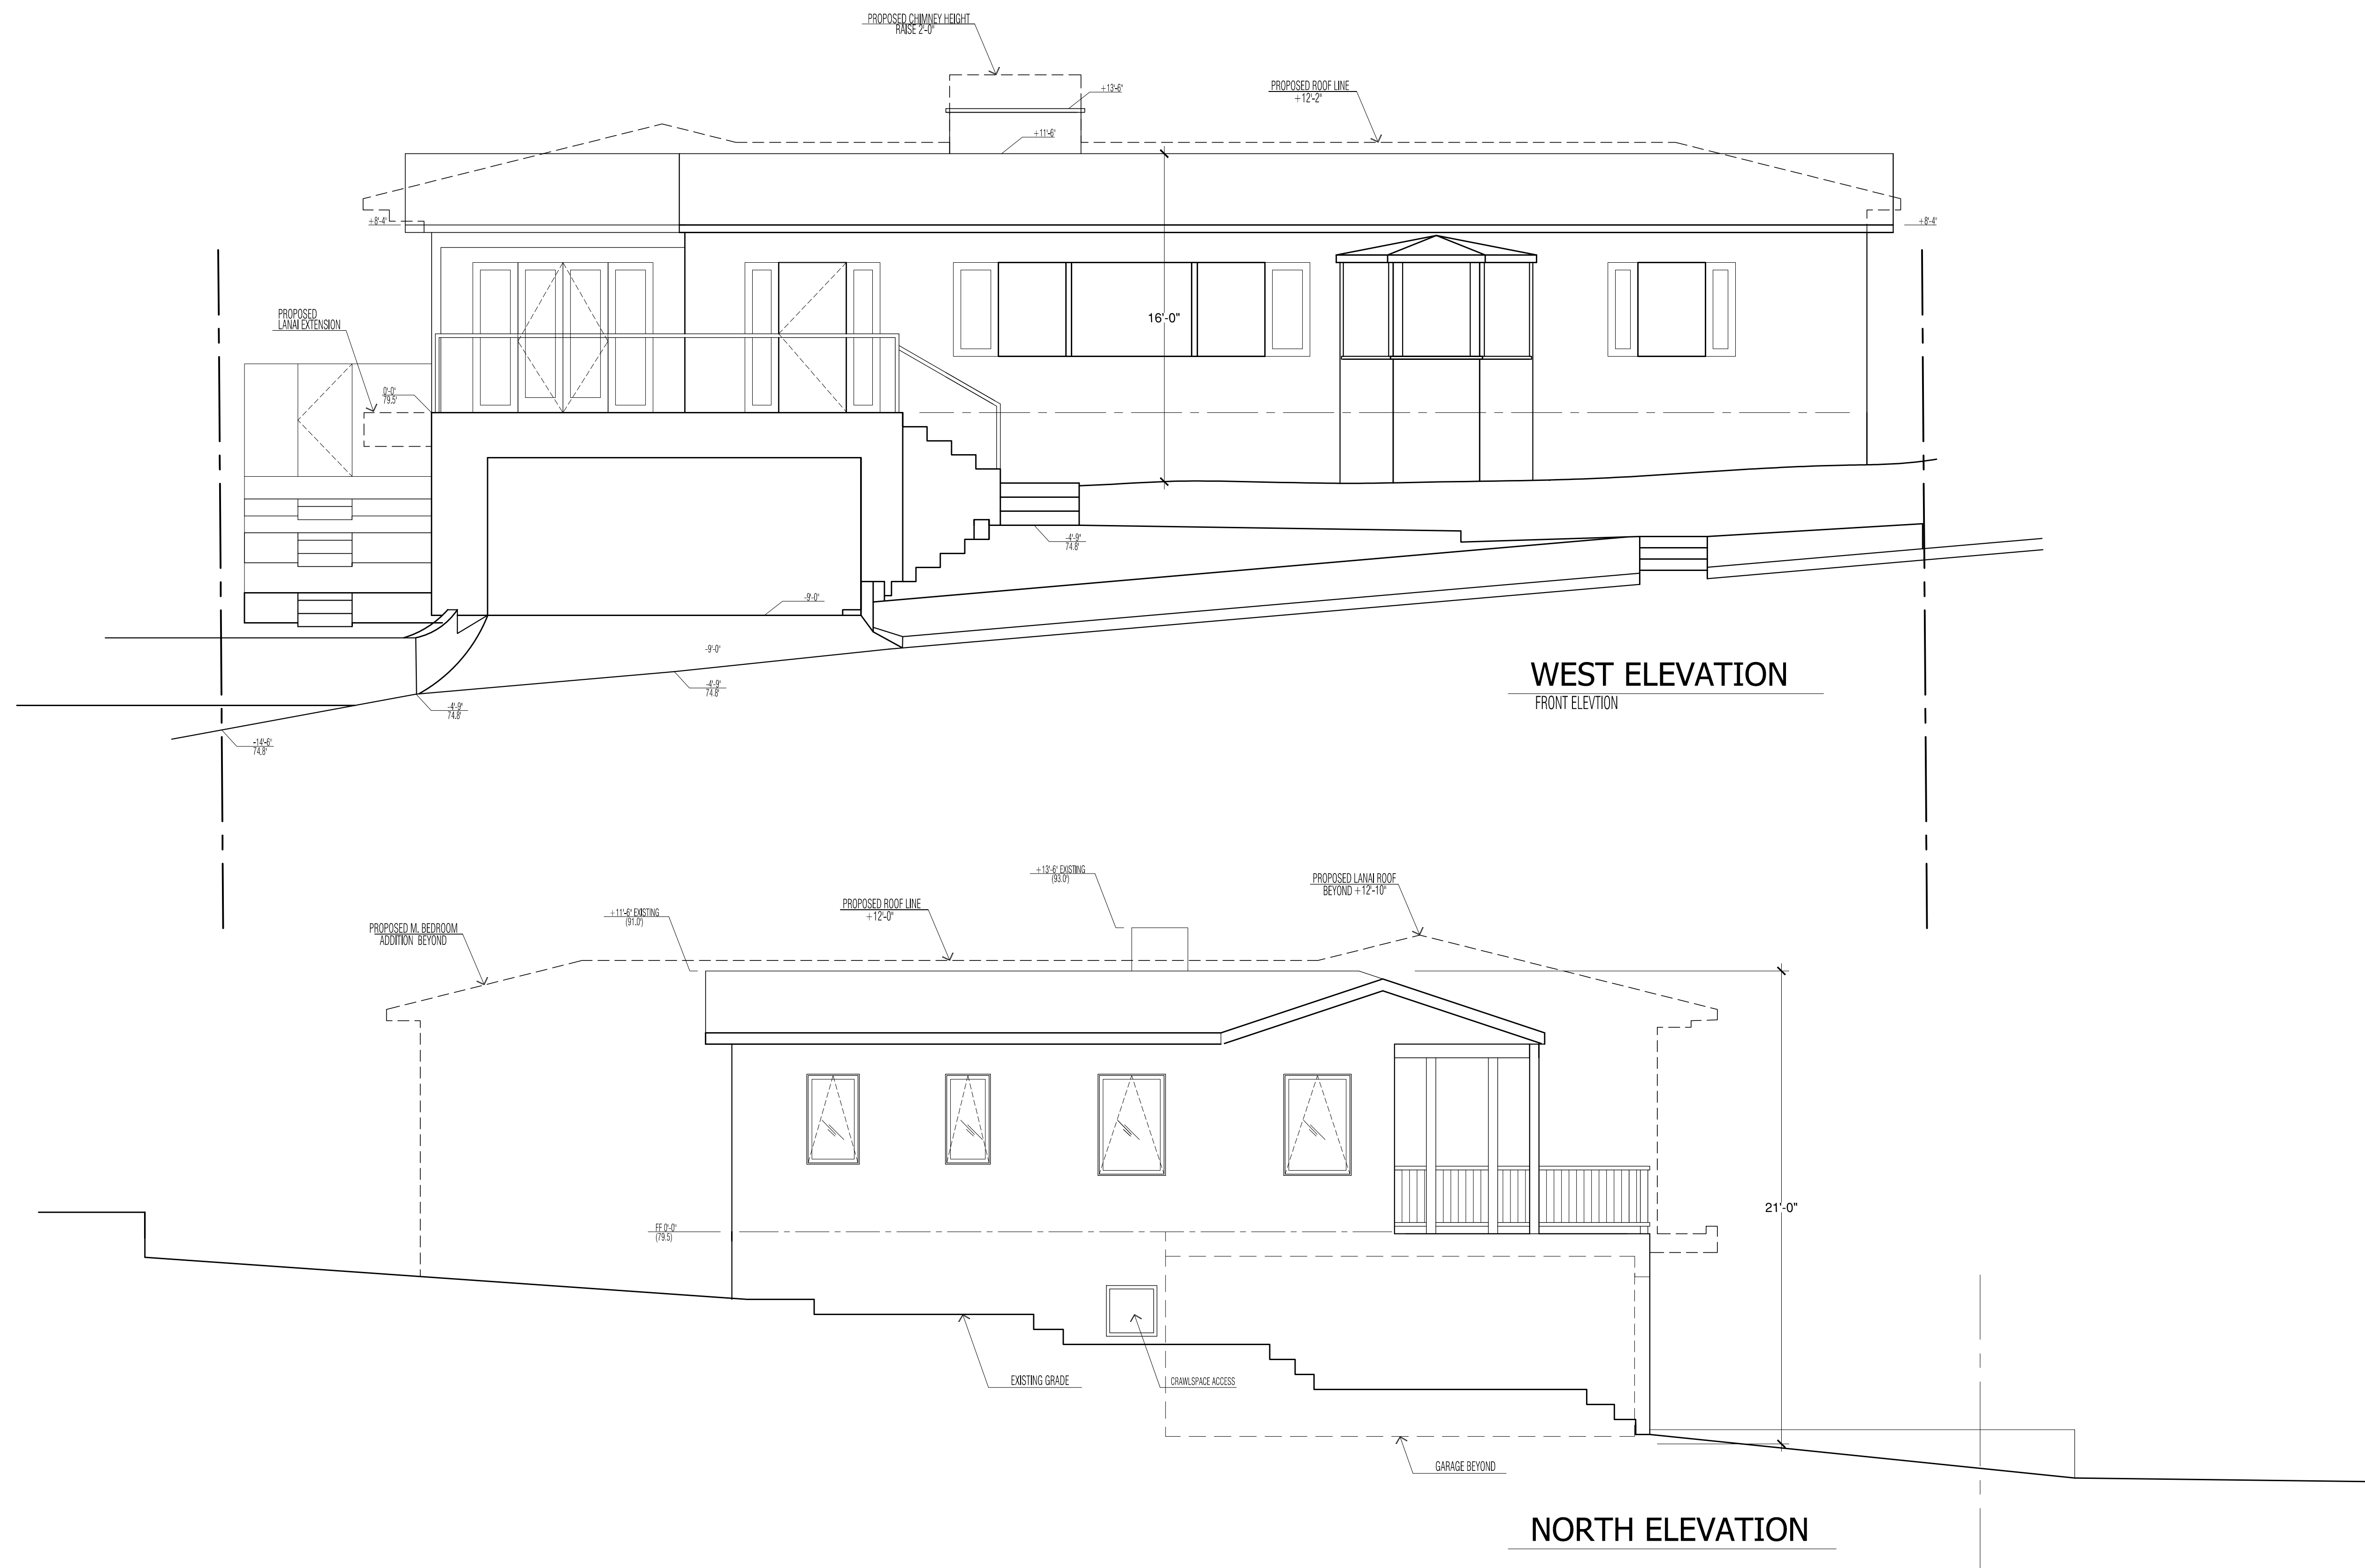 PROPOSED CHIMNEY HEIGHT
RAISE 2'-0"
+13'-6"
PROPOSED ROOF LINE
+12'-2"
+11'-6"
+8'-4"
+8'-4"
PROPOSED
LANAI EXTENSION
16'-0"
0'-0"
79.5'
-4'-9"
74.8'
-9'-0"
-9'-0"
-4'-9"
74.8'
-4'-9"
74.8'
-14'-6"
74.8'
WEST ELEVATION
FRONT ELEVTION
+13'-6" EXISTING
(93.0')
PROPOSED LANAI ROOF
BEYOND +12'-10"
PROPOSED ROOF LINE
+12'-0"
+11'-6" EXISTING
(91.0')
PROPOSED M. BEDROOM
ADDITION BEYOND
21'-0"
FF 0'-0"
(79.5)
EXISTING GRADE
CRAWLSPACE ACCESS
GARAGE BEYOND
NORTH ELEVATION